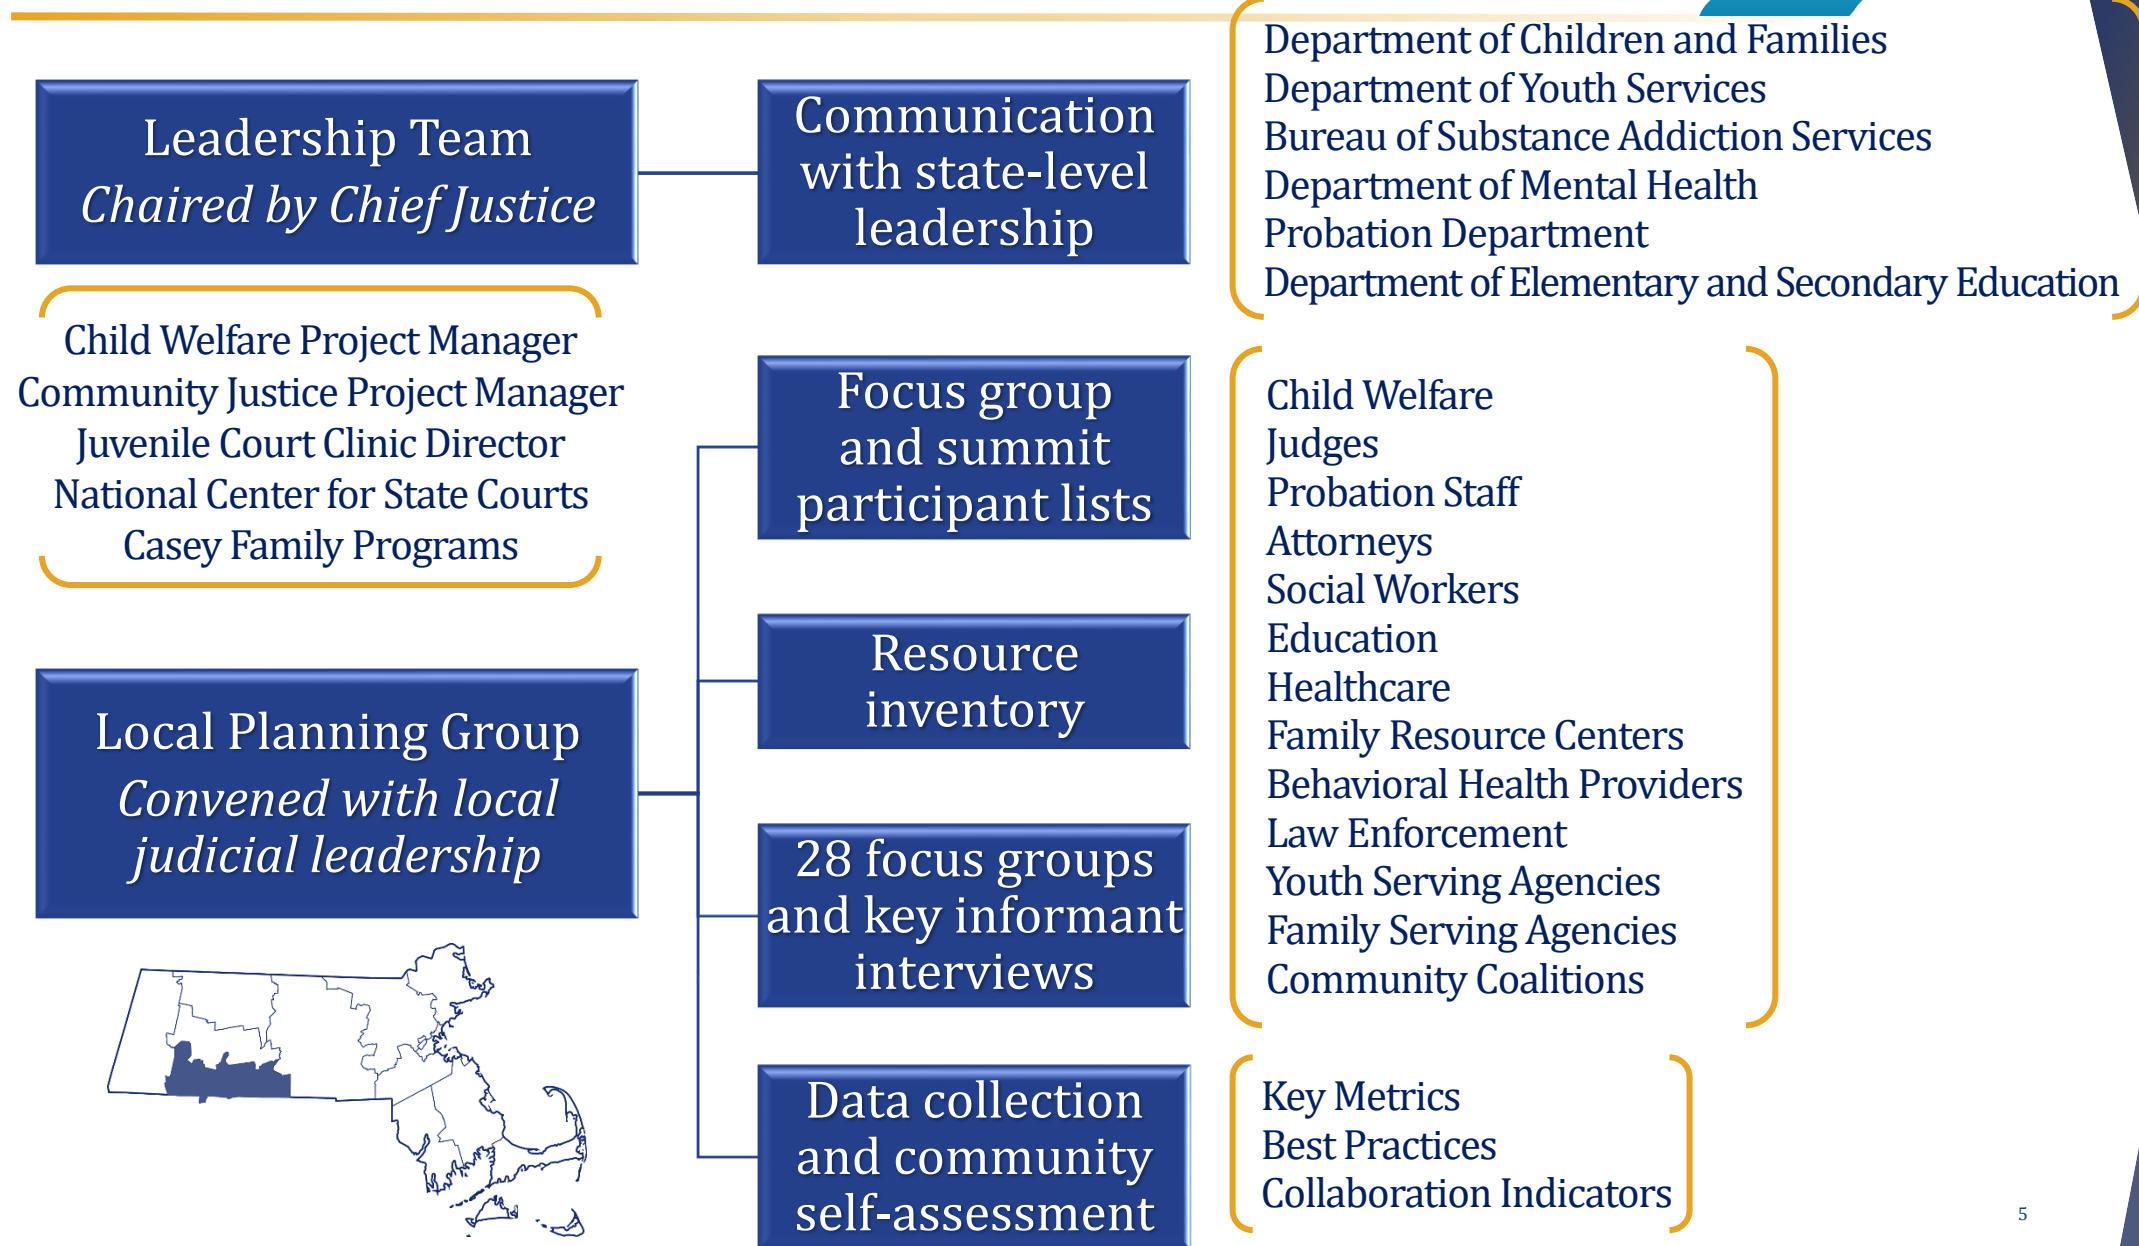 Leadership Team
Chaired by Chief Justice
Child Welfare Project Manager
Community Justice Project Manager
Juvenile Court Clinic Director
National Center for State Courts
Casey Family Programs
Communication
with state-level
leadership
Department of Children and Families
Department of Youth Services
Bureau of Substance Addiction Services
Department of Mental Health
Probation Department
Department of Elementary and Secondary Education
Local Planning Group
Convened with local
judicial leadership
Focus group
and summit
participant lists
Resource
inventory
28 focus groups
and key informant
interviews
Child Welfare
Judges
Probation Staff
Attorneys
Social Workers
Education
Healthcare
Family Resource Centers
Behavioral Health Providers
Law Enforcement
Youth Serving Agencies
Family Serving Agencies
Community Coalitions
Data collection
and community
self-assessment
Key Metrics
Best Practices
Collaboration Indicators
5